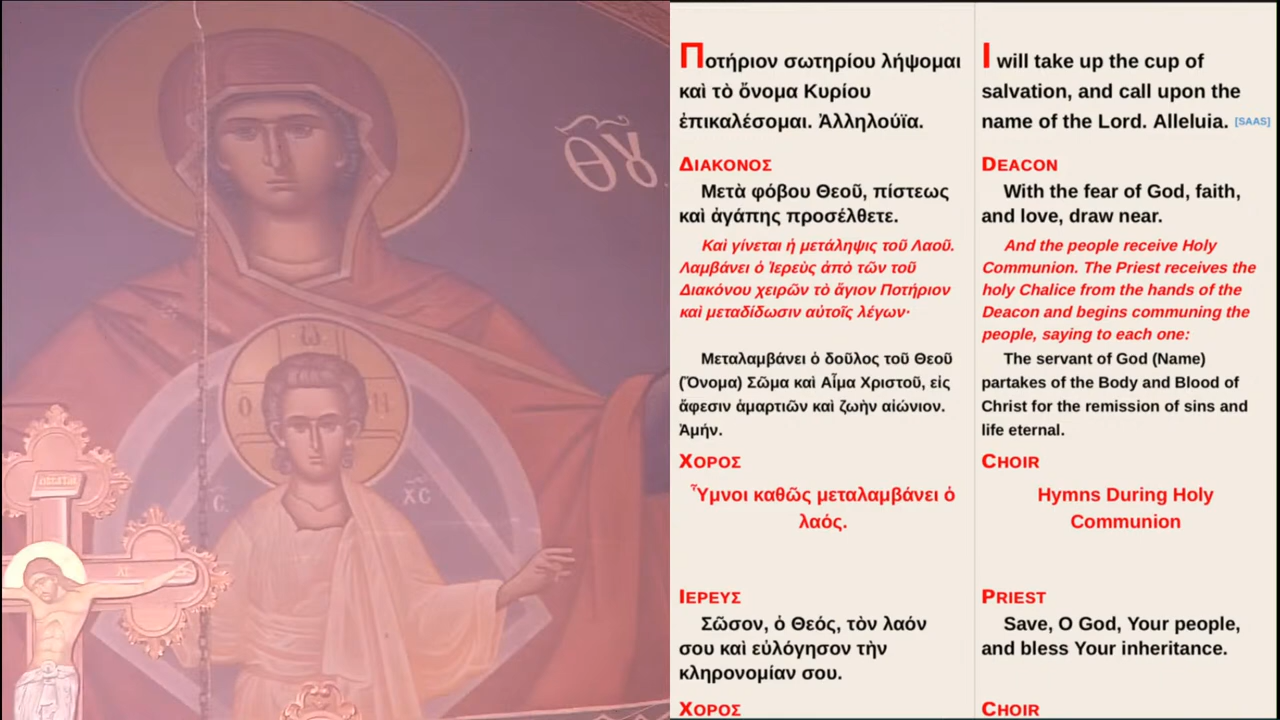 ΘȢ
Ὁ Ω Ν
ΙϹ ΧϹ
Ποτήριον σωτηρίου λήψομαι
καὶ τὸ ὄνομα Κυρίου
ἐπικαλέσομαι. Ἀλληλούϊα.
ΔΙΑΚΟΝΟΣ
Μετὰ φόβου Θεοῦ, πίστεως
καὶ ἀγάπης προσέλθετε.
Καὶ γίνεται ἡ μετάληψις τοῦ Λαοῦ.
Λαμβάνει ὁ Ἱερεὺς ἀπὸ τῶν τοῦ
Διακόνου χειρῶν τὸ ἅγιον Ποτήριον
καὶ μεταδίδωσιν αὐτοῖς λέγων·
Μεταλαμβάνει ὁ δοῦλος τοῦ Θεοῦ
(Ὄνομα) Σῶμα καὶ Αἷμα Χριστοῦ, εἰς
ἄφεσιν ἁμαρτιῶν καὶ ζωὴν αἰώνιον.
Ἀμήν.
ΧΟΡΟΣ
Ὕμνοι καθῶς μεταλαμβάνει ὁ
λαός.
ΙΕΡΕΥΣ
Σῶσον, ὁ Θεός, τὸν λαόν
σου καὶ εὐλόγησον τὴν
κληρονομίαν σου.
ΧΟΡΟΣ
I will take up the cup of
salvation, and call upon the
name of the Lord. Alleluia. [SAAS]
DEACON
With the fear of God, faith,
and love, draw near.
And the people receive Holy
Communion. The Priest receives the
holy Chalice from the hands of the
Deacon and begins communing the
people, saying to each one:
The servant of God (Name)
partakes of the Body and Blood of
Christ for the remission of sins and
life eternal.
CHOIR
Hymns During Holy
Communion
PRIEST
Save, O God, Your people,
and bless Your inheritance.
CHOIR